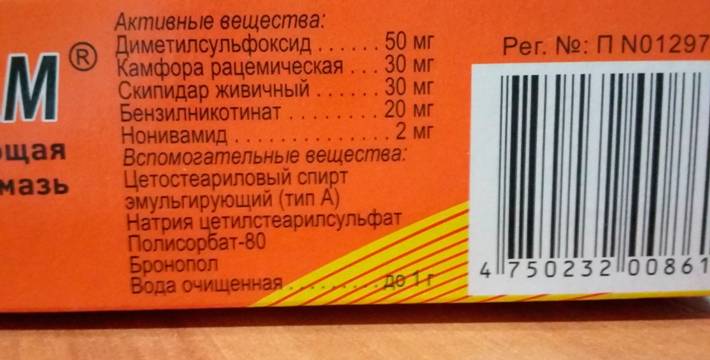 Активные вещества:
Диметилсульфоксид ...... 50 мг
Камфора рацемическая ... 30 мг
Скипидар живичный ...... 30 мг
Бензилникотинат ......... 20 мг
Нонивамид ............... 2 мг
Вспомогательные вещества:
Цетостеариловый спирт
эмульгирующий (тип А)
Натрия цетилстеарилсульфат
Полисорбат-80
Бронопол
Вода очищенная ......... до 1 г
М®
ющая
мазь
Рег. №: П N01297
4 750232 00861